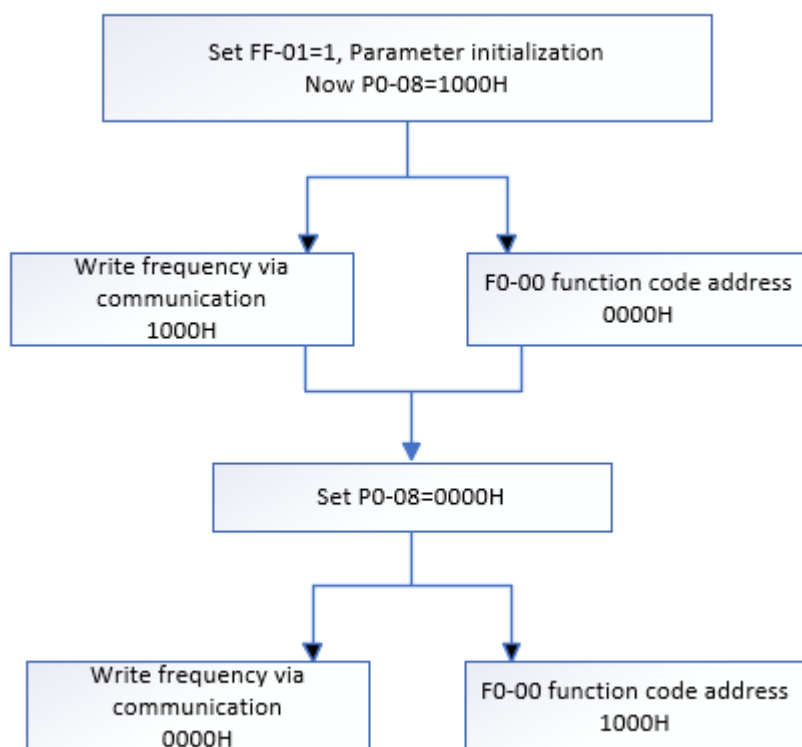 Set FF-01=1, Parameter initialization
Now P0-08=1000H
Write frequency via
communication
1000H
F0-00 function code address
0000H
Set P0-08=0000H
Write frequency via
communication
0000H
F0-00 function code address
1000H